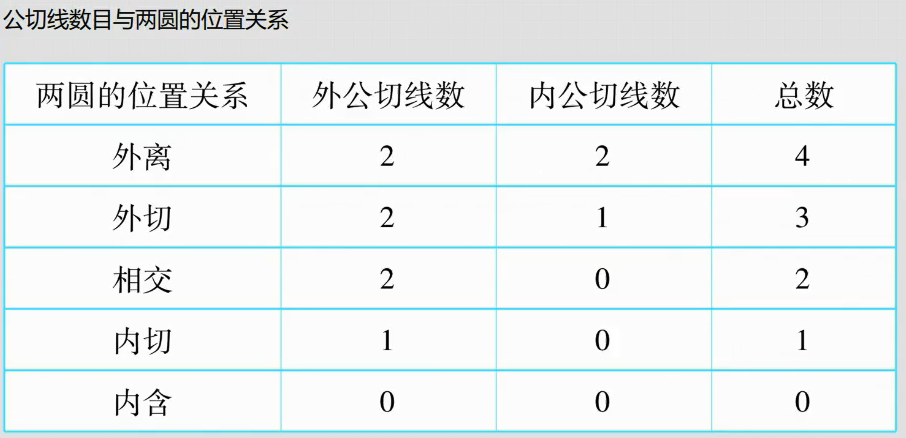 公切线数目与两圆的位置关系
两圆的位置关系 外公切线数 内公切线数 总数
外离 2 2 4
外切 2 1 3
相交 2 0 2
内切 1 0 1
内含 0 0 0